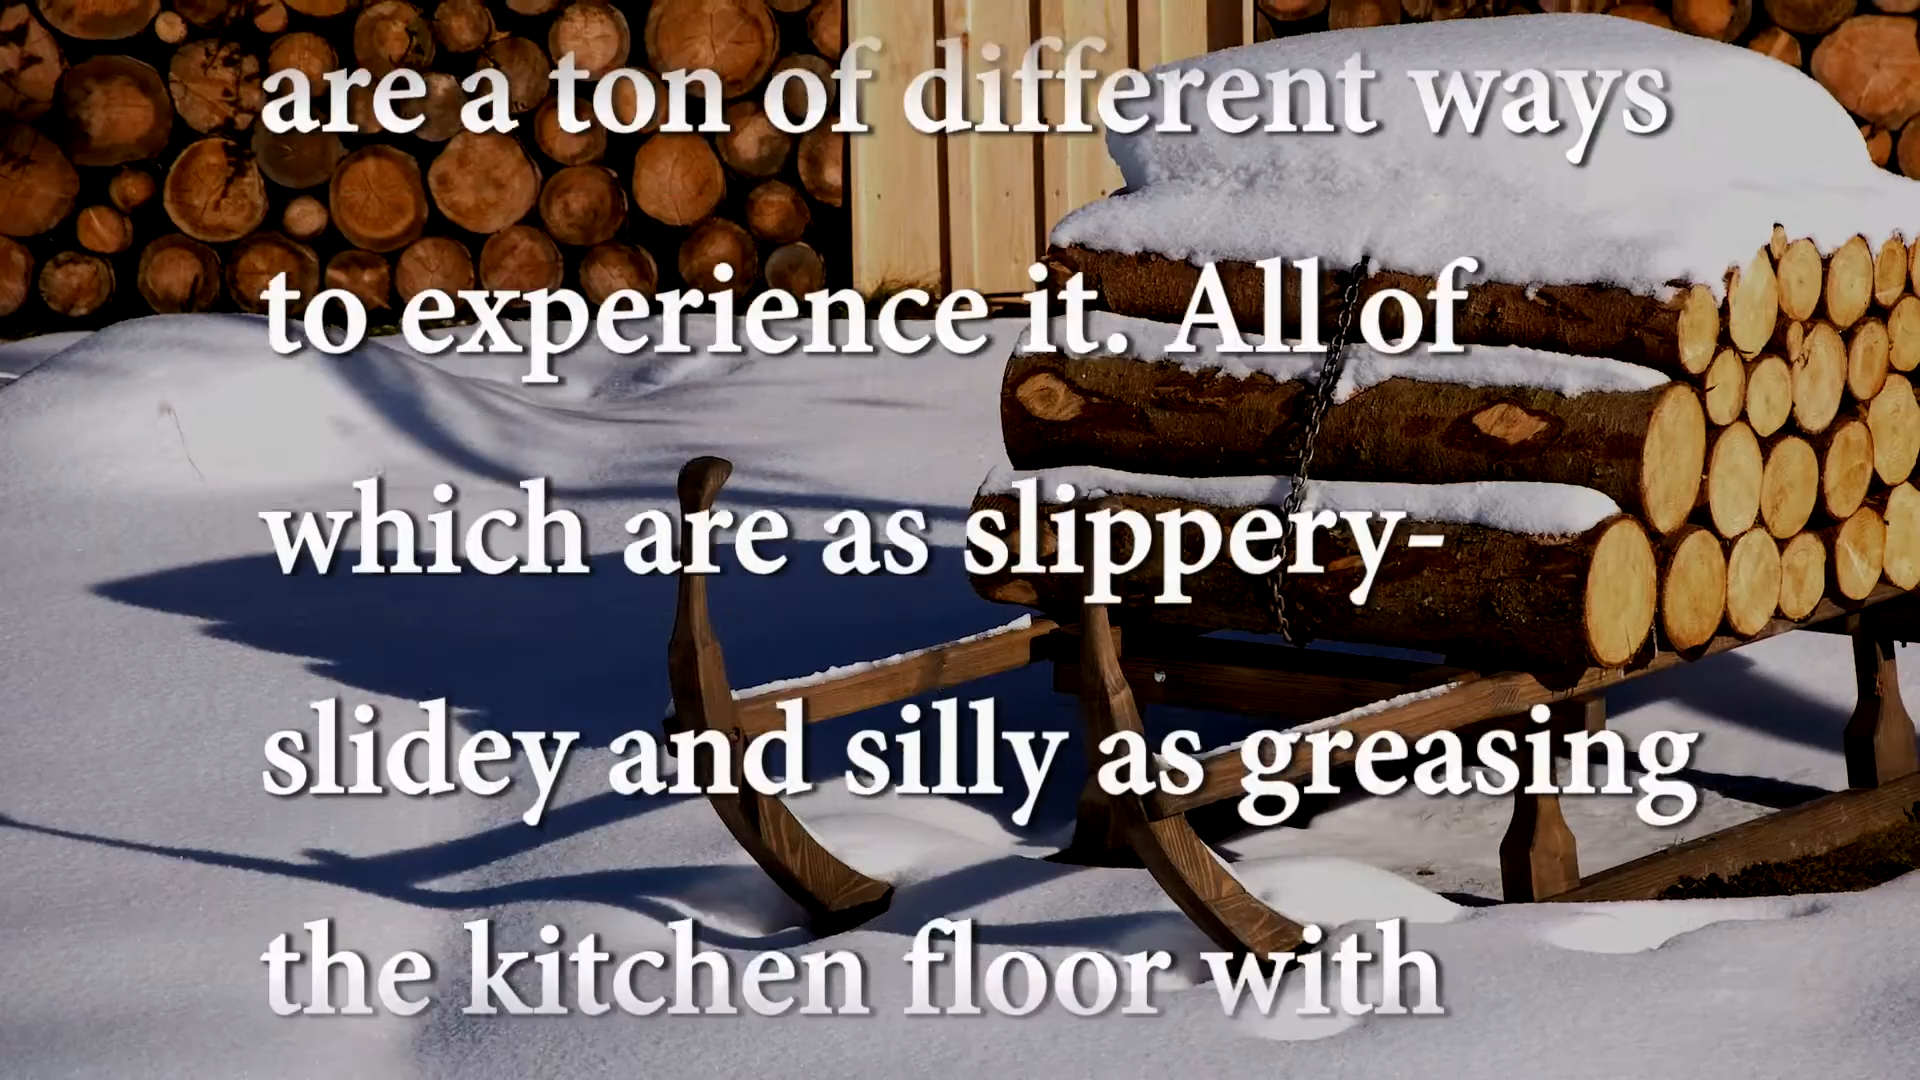 are a ton of different ways
to experience it. All of
which are as slippery-
slidey and silly as greasing
the kitchen floor with